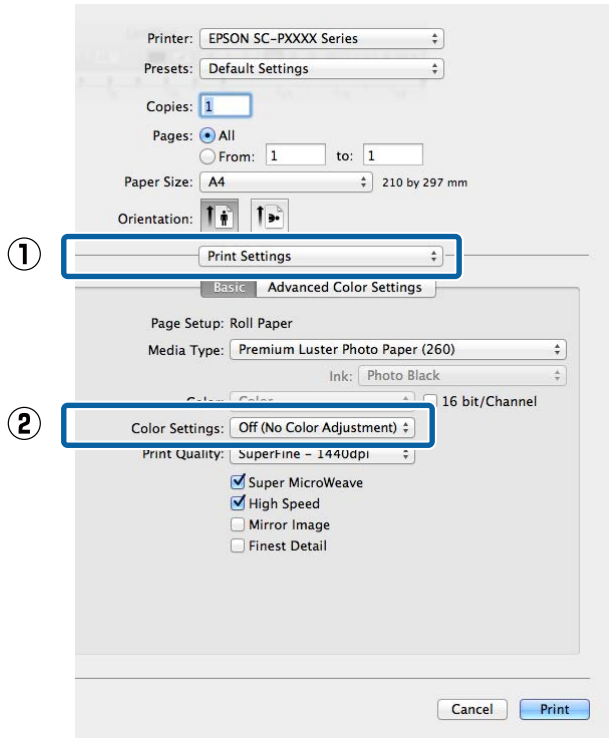 Printer: EPSON SC-PXXXX Series
Presets: Default Settings
Copies: 1
Pages: All
From: 1 to: 1
Paper Size: A4 210 by 297 mm
Orientation:
① Print Settings
Basic Advanced Color Settings
Page Setup: Roll Paper
Media Type: Premium Luster Photo Paper (260)
Ink: Photo Black
Color: Color 16 bit/Channel
② Color Settings: Off (No Color Adjustment)
Print Quality: SuperFine – 1440dpi
Super MicroWeave
High Speed
Mirror Image
Finest Detail
Cancel Print